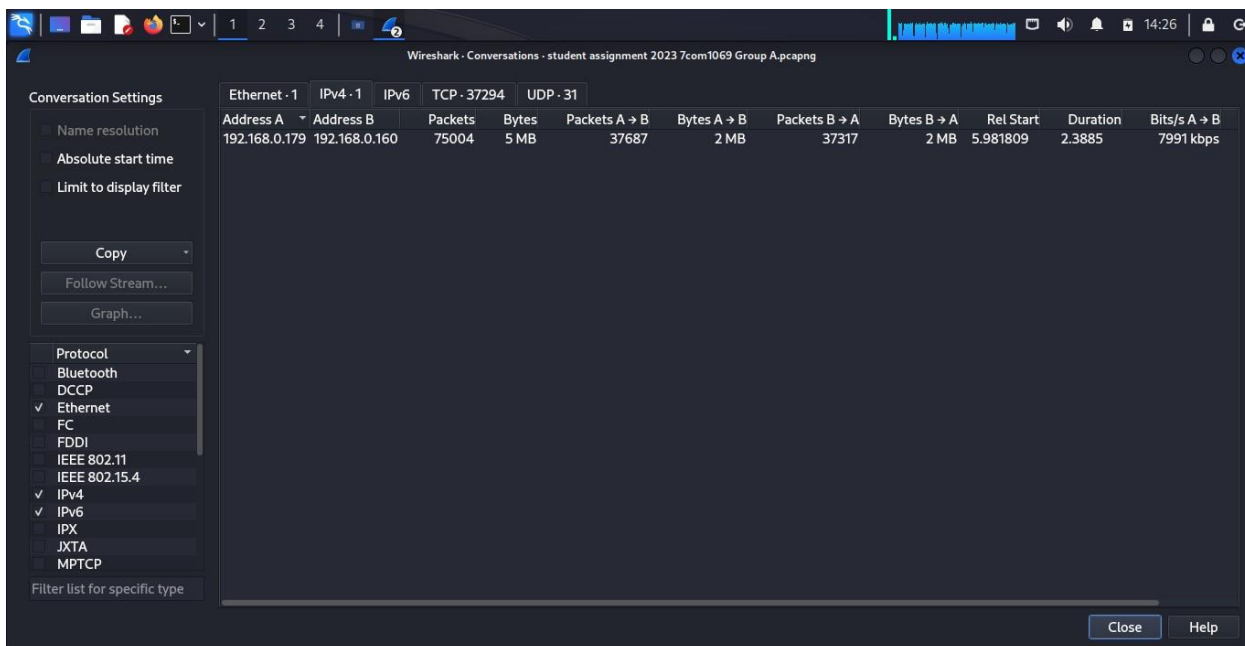 1 2 3 4 2 14:26
Wireshark · Conversations · student assignment 2023 7com1069 Group A.pcapng
Conversation Settings
Name resolution
Absolute start time
Limit to display filter
Copy
Follow Stream...
Graph...
Protocol
Bluetooth
DCCP
✓ Ethernet
FC
FDDI
IEEE 802.11
IEEE 802.15.4
✓ IPv4
✓ IPv6
IPX
JXTA
MPTCP
Filter list for specific type
Ethernet · 1 IPv4 · 1 IPv6 TCP · 37294 UDP · 31
Address A Address B Packets Bytes Packets A → B Bytes A → B Packets B → A Bytes B → A Rel Start Duration Bits/s A → B
192.168.0.179 192.168.0.160 75004 5 MB 37687 2 MB 37317 2 MB 5.981809 2.3885 7991 kbps
Close Help